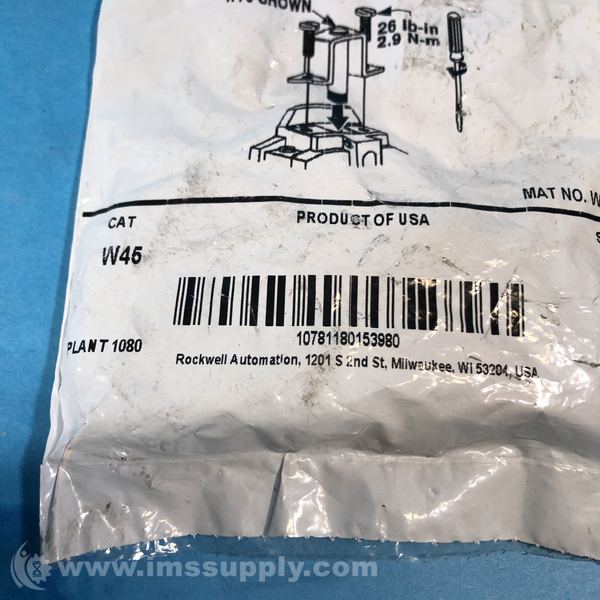 SHOWN
26 lb-in
2.9 N-m
MAT NO. W
CAT
PRODUCT OF USA
W45
10781180153980
PLANT 1080
Rockwell Automation, 1201 S 2nd St, Milwaukee, WI 53204, USA
www.imssupply.com